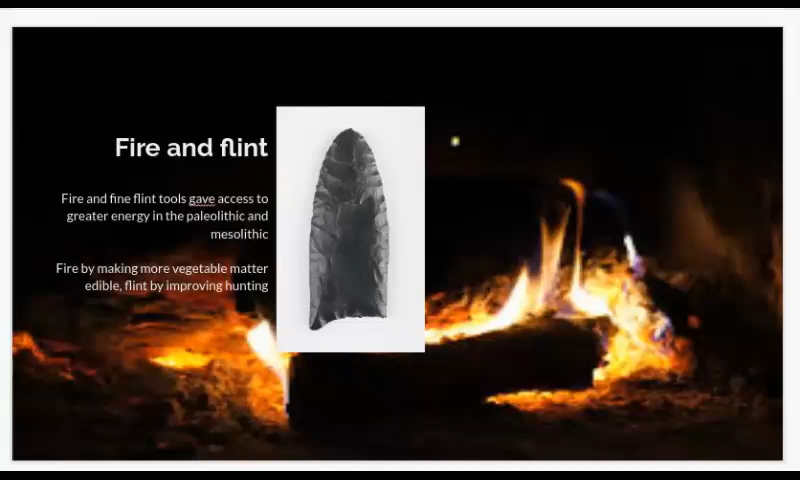 Fire and flint
Fire and fine flint tools gave access to
greater energy in the paleolithic and
mesolithic
Fire by making more vegetable matter
edible, flint by improving hunting